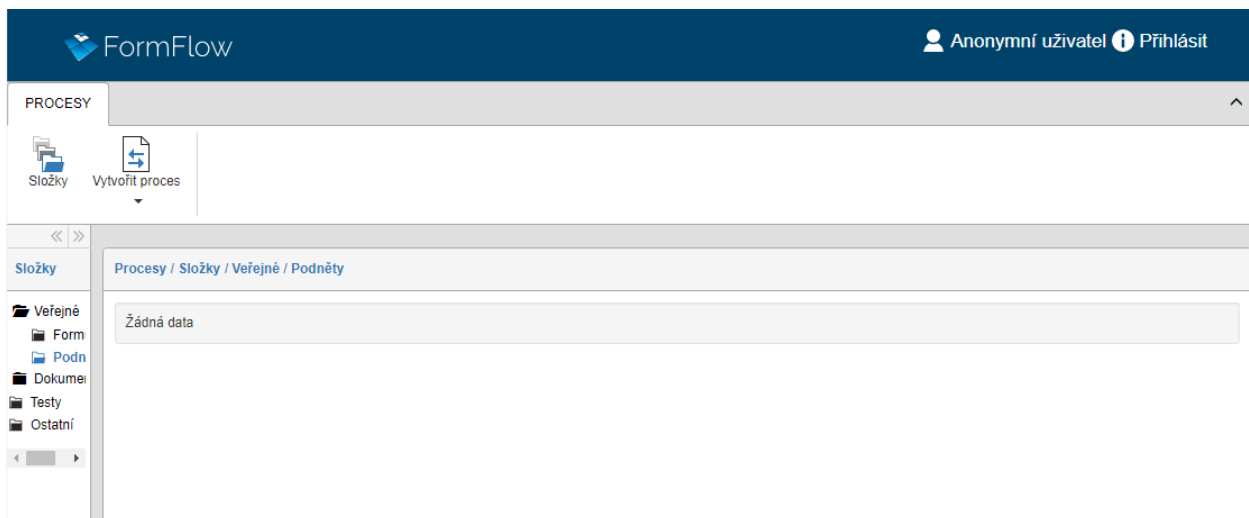 FormFlow
Anonymní uživatel Přihlásit
PROCESY
Složky
Vytvořit proces
Složky
Procesy / Složky / Veřejné / Podněty
Veřejné
Form
Podn
Dokumen
Testy
Ostatní
Žádná data